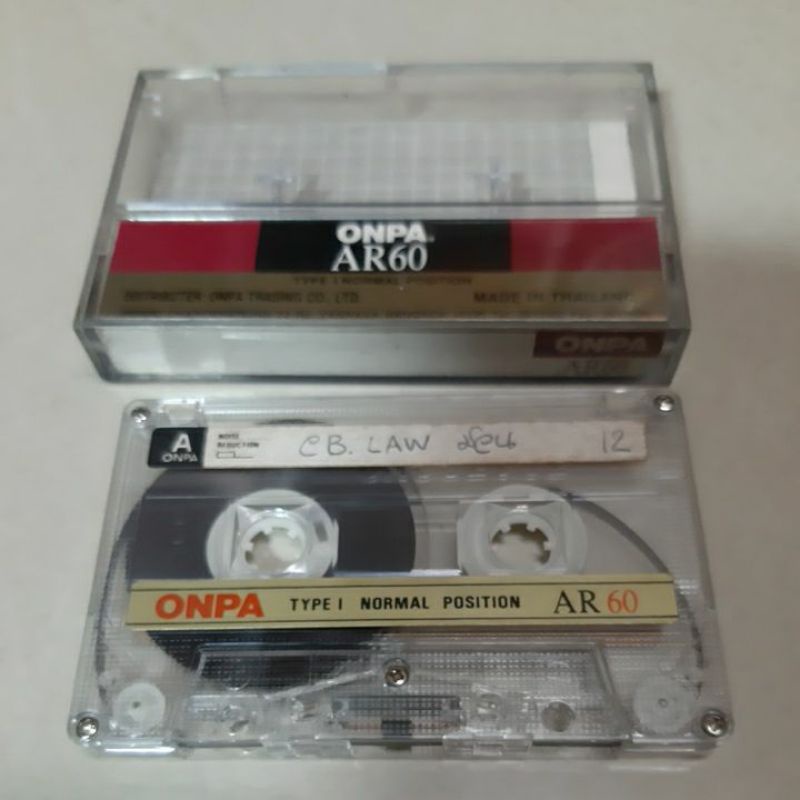 ONPA
AR60
TYPE I NORMAL POSITION
DISTRIBUTER ONPA TRADING CO., LTD. MADE IN THAILAND
ONPA
AR60
A
ONPA
NOISE
REDUCTION
CB. LAW 12
ONPA TYPE I NORMAL POSITION AR 60